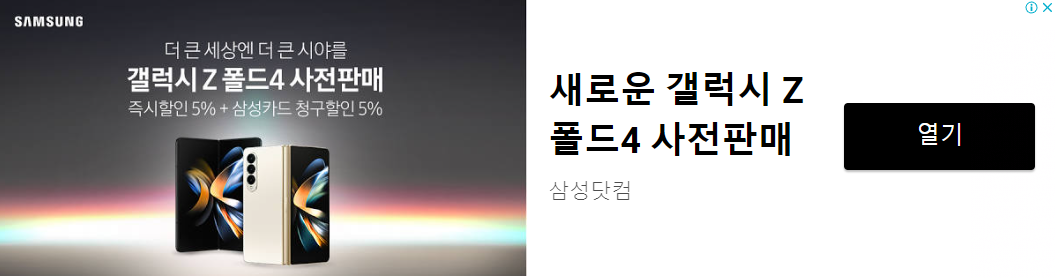 SAMSUNG
더 큰 세상엔 더 큰 시야를
갤럭시 Z 폴드4 사전판매
즉시할인 5% + 삼성카드 청구할인 5%
새로운 갤럭시 Z
폴드4 사전판매
삼성닷컴
열기